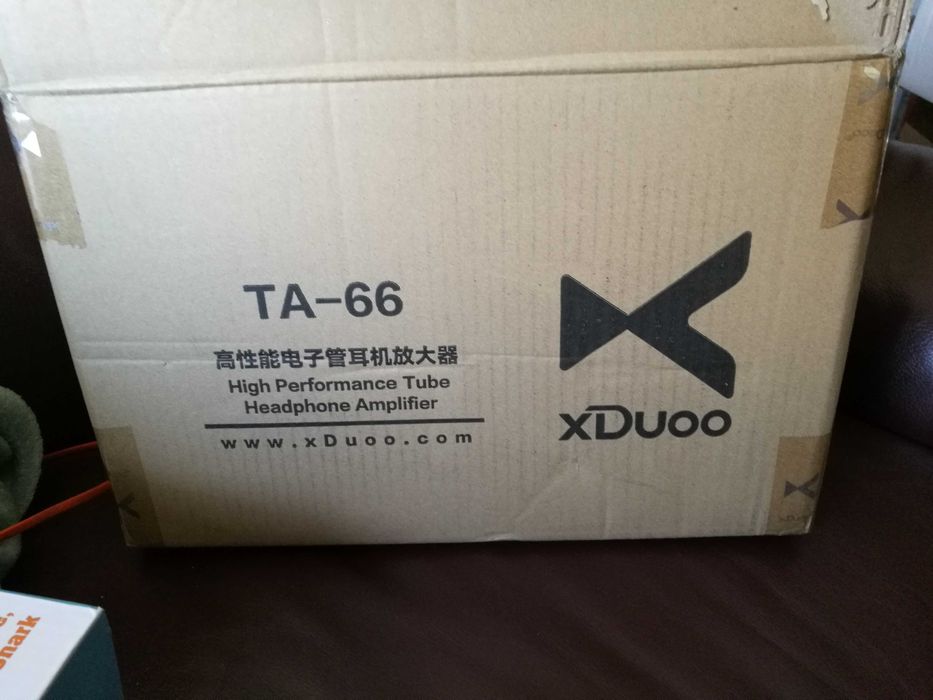 TA-66
高性能电子管耳机放大器
High Performance Tube
Headphone Amplifier
www.xDuoo.com
xDuoo